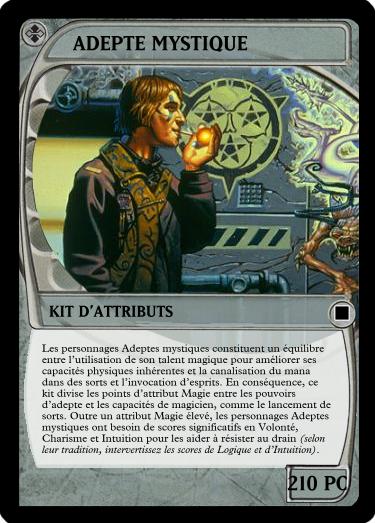 ADEPTE MYSTIQUE
KIT D'ATTRIBUTS
Les personnages Adeptes mystiques constituent un équilibre
entre l'utilisation de son talent magique pour améliorer ses
capacités physiques inhérentes et la canalisation du mana
dans des sorts et l'invocation d'esprits. En conséquence, ce
kit divise les points d'attribut Magie entre les pouvoirs
d'adepte et les capacités de magicien, comme le lancement de
sorts. Outre un attribut Magie élevé, les personnages Adeptes
mystiques ont besoin de scores significatifs en Volonté,
Charisme et Intuition pour les aider à résister au drain (selon
leur tradition, intervertissez les scores de Logique et d'Intuition).
210 PC